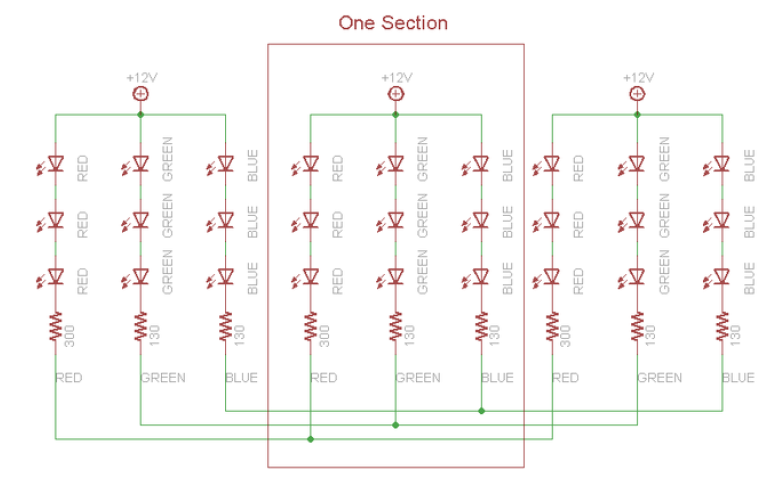 One Section
+12V
+12V
+12V
RED
GREEN
BLUE
RED
GREEN
BLUE
RED
GREEN
BLUE
RED
GREEN
BLUE
RED
GREEN
BLUE
RED
GREEN
BLUE
RED
GREEN
BLUE
RED
GREEN
BLUE
RED
GREEN
BLUE
300
130
130
300
130
130
300
130
130
RED
GREEN
BLUE
RED
GREEN
BLUE
RED
GREEN
BLUE